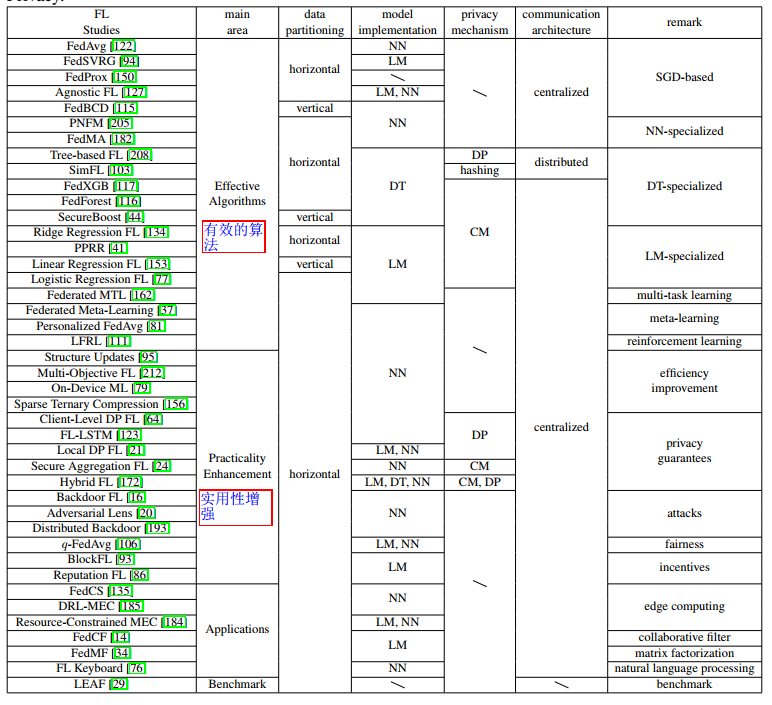 Privacy.
FL Studies main area data partitioning model implementation privacy mechanism communication architecture remark
FedAvg [122] Effective Algorithms horizontal NN \ centralized SGD-based
FedSVRG [94] LM
FedProx [150] \
Agnostic FL [127] LM, NN
FedBCD [115] vertical NN
PNFM [205] horizontal NN-specialized
FedMA [182]
Tree-based FL [208] DT DP distributed DT-specialized
SimFL [103] hashing
FedXGB [117] CM centralized
FedForest [116]
SecureBoost [44] vertical
有效的算
法
Ridge Regression FL [134] horizontal LM LM-specialized
PPRR [41]
Linear Regression FL [153] vertical
Logistic Regression FL [77] horizontal
Federated MTL [162] \ multi-task learning
Federated Meta-Learning [37] NN meta-learning
Personalized FedAvg [81]
LFRL [111] reinforcement learning
Structure Updates [95] Practicality Enhancement efficiency improvement
Multi-Objective FL [212]
On-Device ML [79]
Sparse Ternary Compression [156]
Client-Level DP FL [64] DP privacy guarantees
FL-LSTM [123]
Local DP FL [21] LM, NN
Secure Aggregation FL [24] NN CM
Hybrid FL [172] LM, DT, NN CM, DP
实用性增
强
Backdoor FL [16] NN \ attacks
Adversarial Lens [20]
Distributed Backdoor [193]
q-FedAvg [106] LM, NN fairness
BlockFL [93] LM incentives
Reputation FL [86]
FedCS [135] Applications NN edge computing
DRL-MEC [185]
Resource-Constrained MEC [184] LM, NN
FedCF [14] LM collaborative filter
FedMF [34] matrix factorization
FL Keyboard [76] NN natural language processing
LEAF [29] Benchmark \ \ benchmark